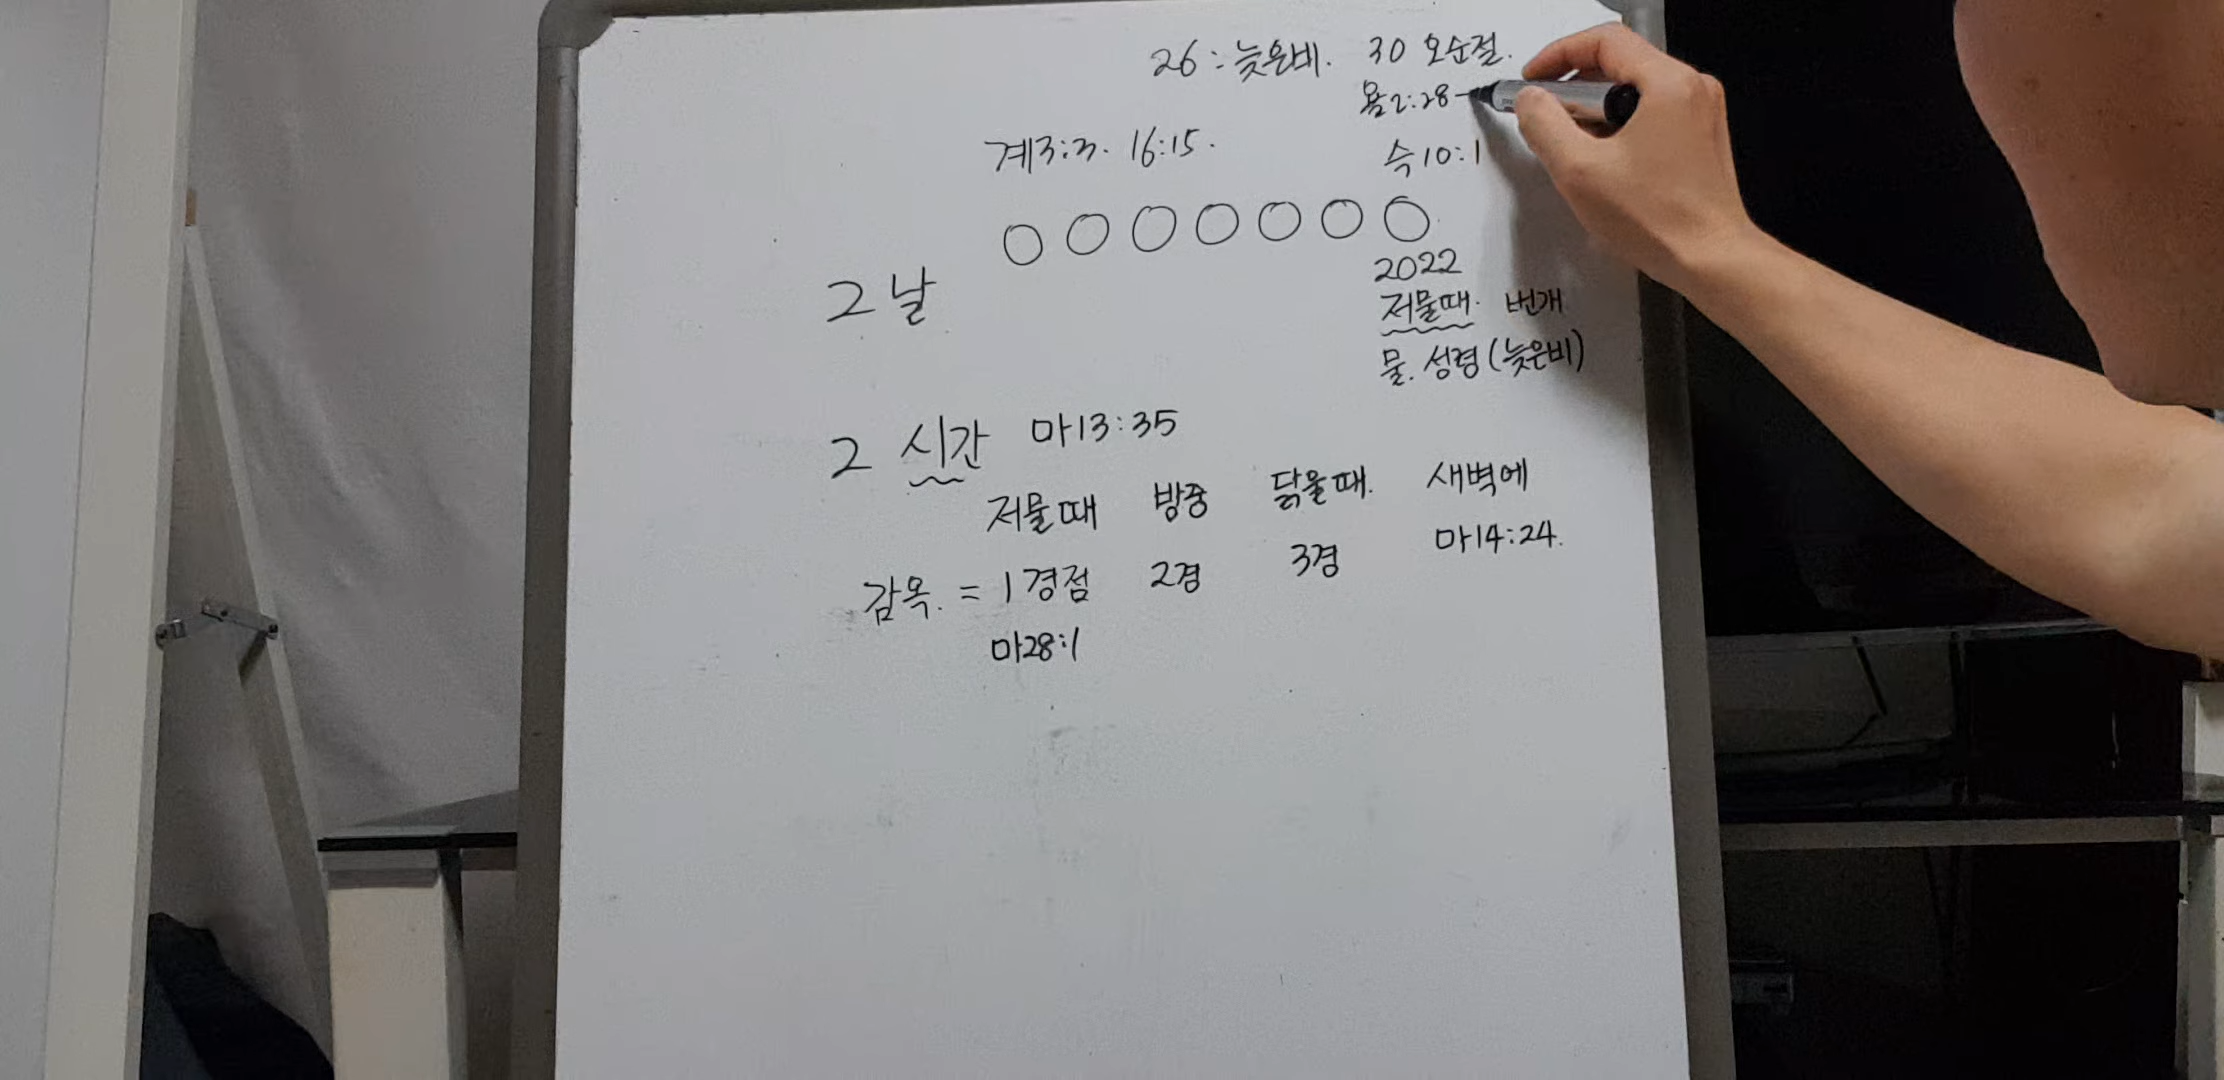 26 : 늦은비. 30 오순절.
욜2:28-
계3:3. 16:15.
슥10:1
그날
2022
저물때. 번개
물. 성령(늦은비)
그 시간 마13:35
저물때 밤중 닭울때. 새벽에
감옥. = 1경점 2경 3경 마14:24.
마28:1